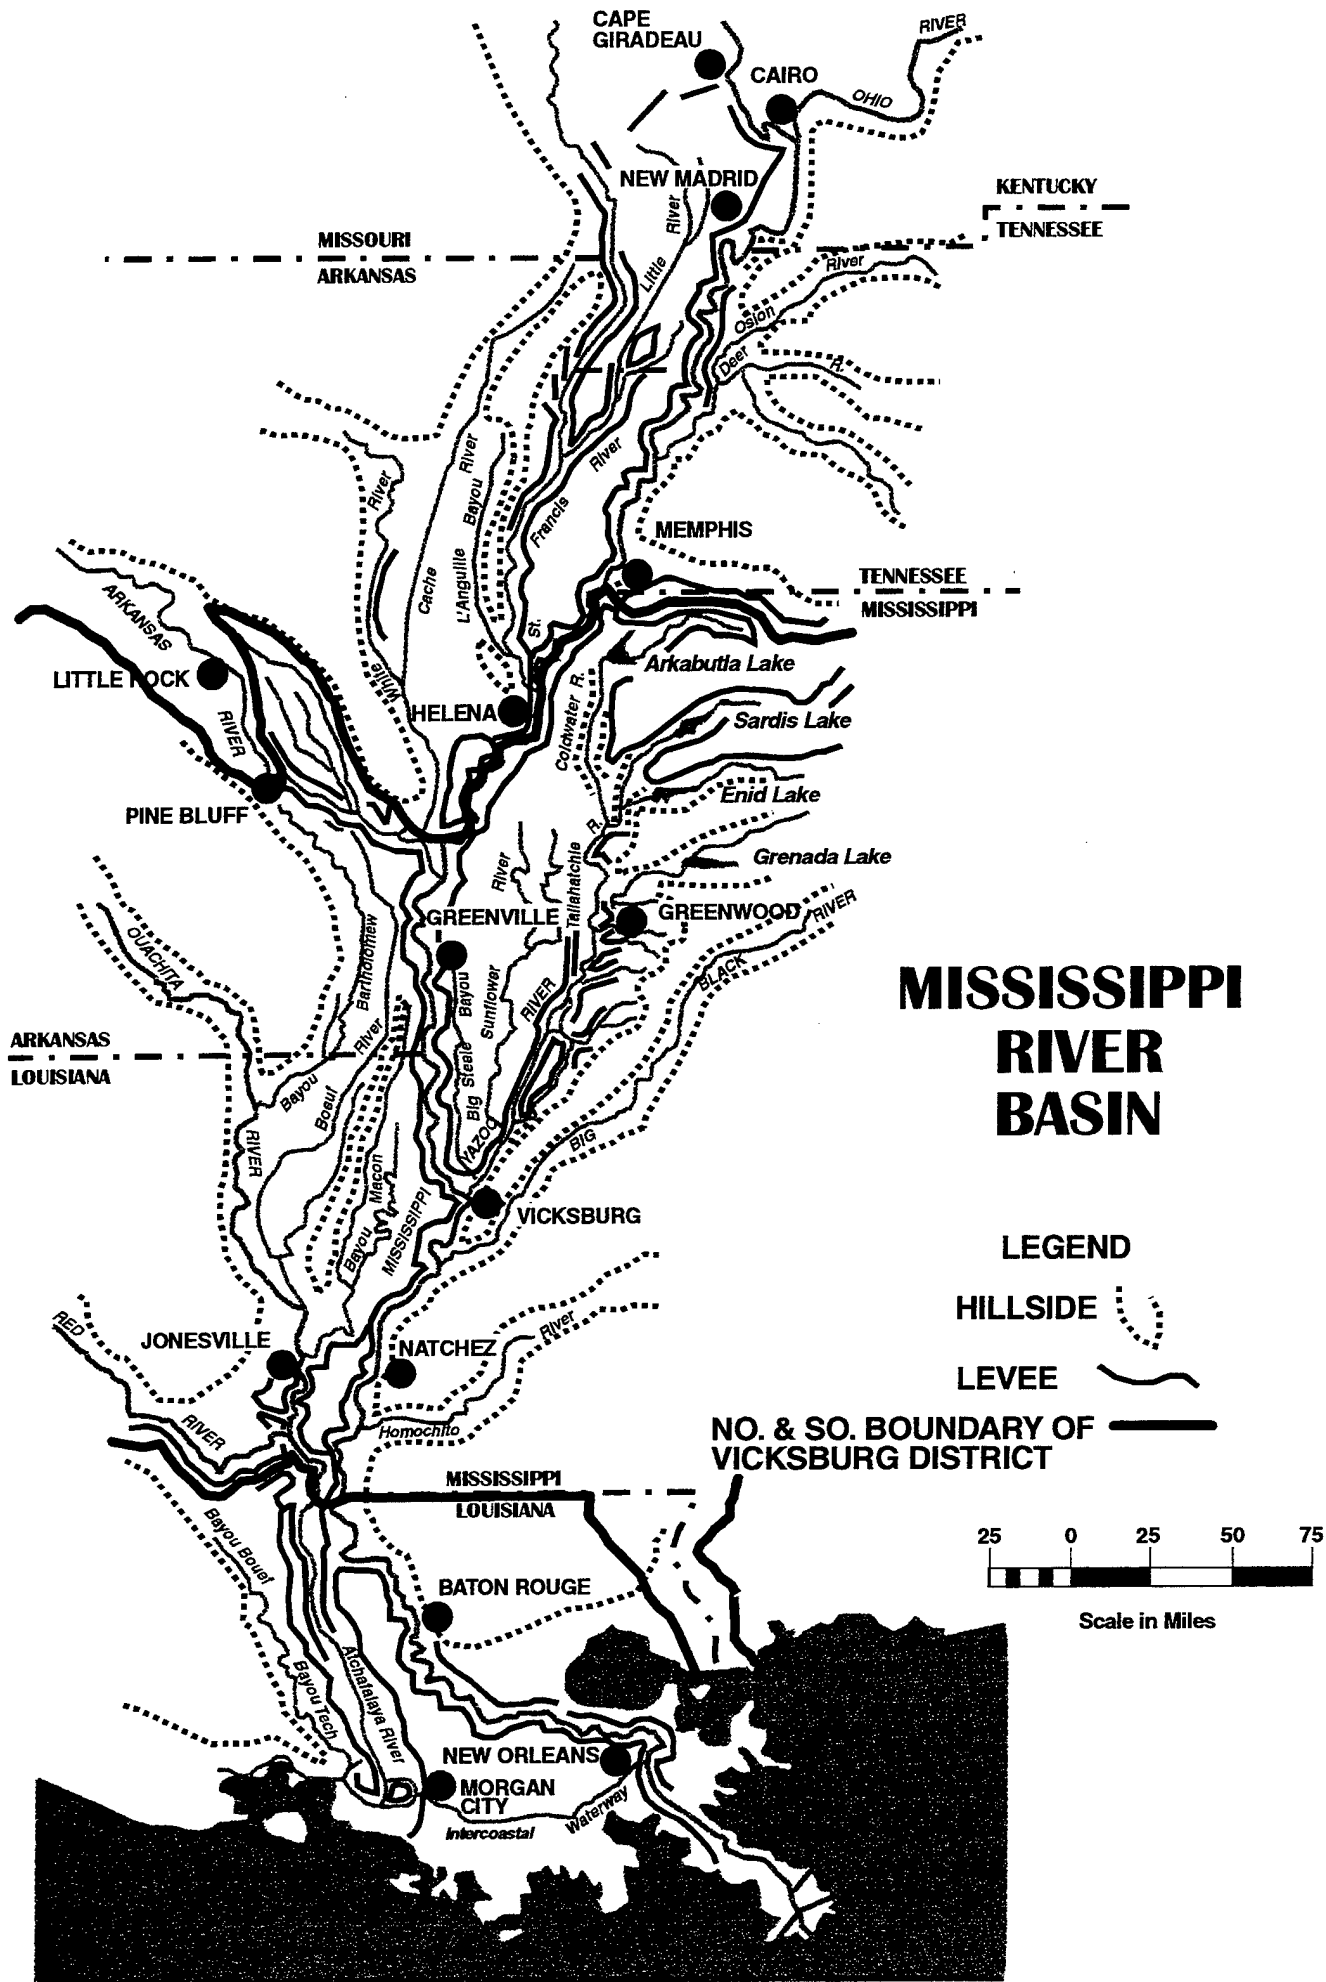 CAPE
GIRADEAU
CAIRO
RIVER
OHIO
NEW MADRID
River
Little
KENTUCKY
TENNESSEE
MISSOURI
ARKANSAS
River
Osion
Deer
R.
River
River
Cache
Bayou
L'Anguille
River
Francis
St.
White
MEMPHIS
TENNESSEE
MISSISSIPPI
ARKANSAS
RIVER
LITTLE ROCK
HELENA
Arkabutla Lake
Coldwater R.
Sardis Lake
Enid Lake
PINE BLUFF
R.
Tallahatchie
River
Grenada Lake
GREENVILLE
GREENWOOD
RIVER
BLACK
BIG
OUACHITA
RIVER
Bartholomew
Bayou
River
Boeuf
Bayou
Steele
Big
Sunflower
RIVER
YAZOO
ARKANSAS
LOUISIANA
MISSISSIPPI
RIVER
BASIN
Macon
Bayou
MISSISSIPPI
VICKSBURG
LEGEND
HILLSIDE
LEVEE
NO. & SO. BOUNDARY OF
VICKSBURG DISTRICT
RED
RIVER
JONESVILLE
NATCHEZ
River
Homochito
MISSISSIPPI
LOUISIANA
25 0 25 50 75
Scale in Miles
Bayou Bouef
BATON ROUGE
Bayou Tech
Atchafalaya River
NEW ORLEANS
MORGAN
CITY
Intercoastal
Waterway